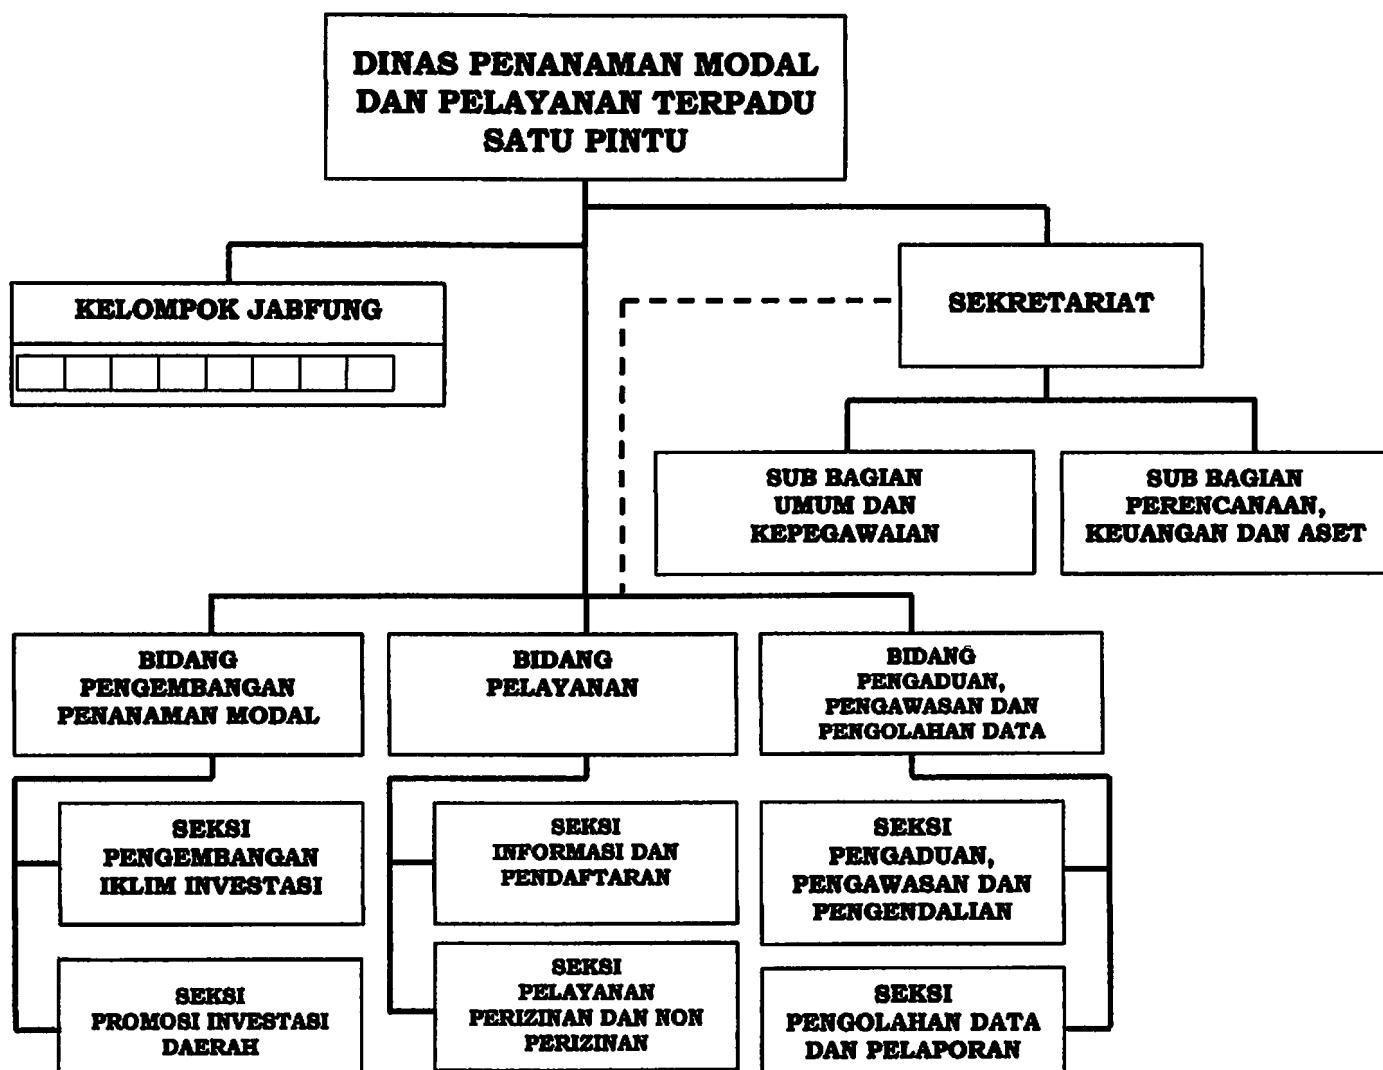 DINAS PENANAMAN MODAL
DAN PELAYANAN TERPADU
SATU PINTU
KELOMPOK JABFUNG
SEKRETARIAT
SUB BAGIAN
UMUM DAN
KEPEGAWAIAN
SUB BAGIAN
PERENCANAAN,
KEUANGAN DAN ASET
BIDANG
PENGEMBANGAN
PENANAMAN MODAL
BIDANG
PELAYANAN
BIDANG
PENGADUAN,
PENGAWASAN DAN
PENGOLAHAN DATA
SEKSI
PENGEMBANGAN
IKLIM INVESTASI
SEKSI
INFORMASI DAN
PENDAFTARAN
SEKSI
PENGADUAN,
PENGAWASAN DAN
PENGENDALIAN
SEKSI
PROMOSI INVESTASI
DAERAH
SEKSI
PELAYANAN
PERIZINAN DAN NON
PERIZINAN
SEKSI
PENGOLAHAN DATA
DAN PELAPORAN